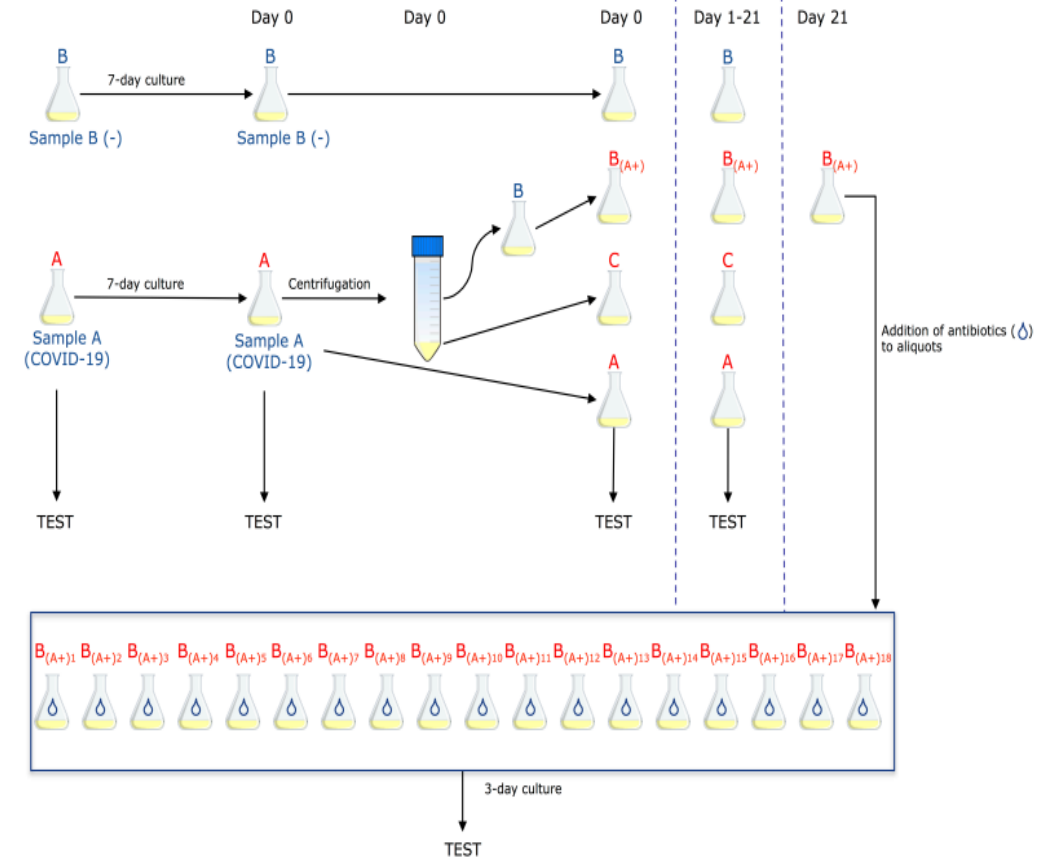 Day 0
Day 0
Day 0
Day 1-21
Day 21
B
B
B
B
7-day culture
Sample B (-)
Sample B (-)
B(A+)
B(A+)
B(A+)
B
A
A
C
C
7-day culture
Centrifugation
Sample A
(COVID-19)
Sample A
(COVID-19)
Addition of antibiotics ( )
to aliquots
A
A
TEST
TEST
TEST
TEST
B(A+)1 B(A+)2 B(A+)3 B(A+)4 B(A+)5 B(A+)6 B(A+)7 B(A+)8 B(A+)9 B(A+)10 B(A+)11 B(A+)12 B(A+)13 B(A+)14 B(A+)15 B(A+)16 B(A+)17 B(A+)18
3-day culture
TEST